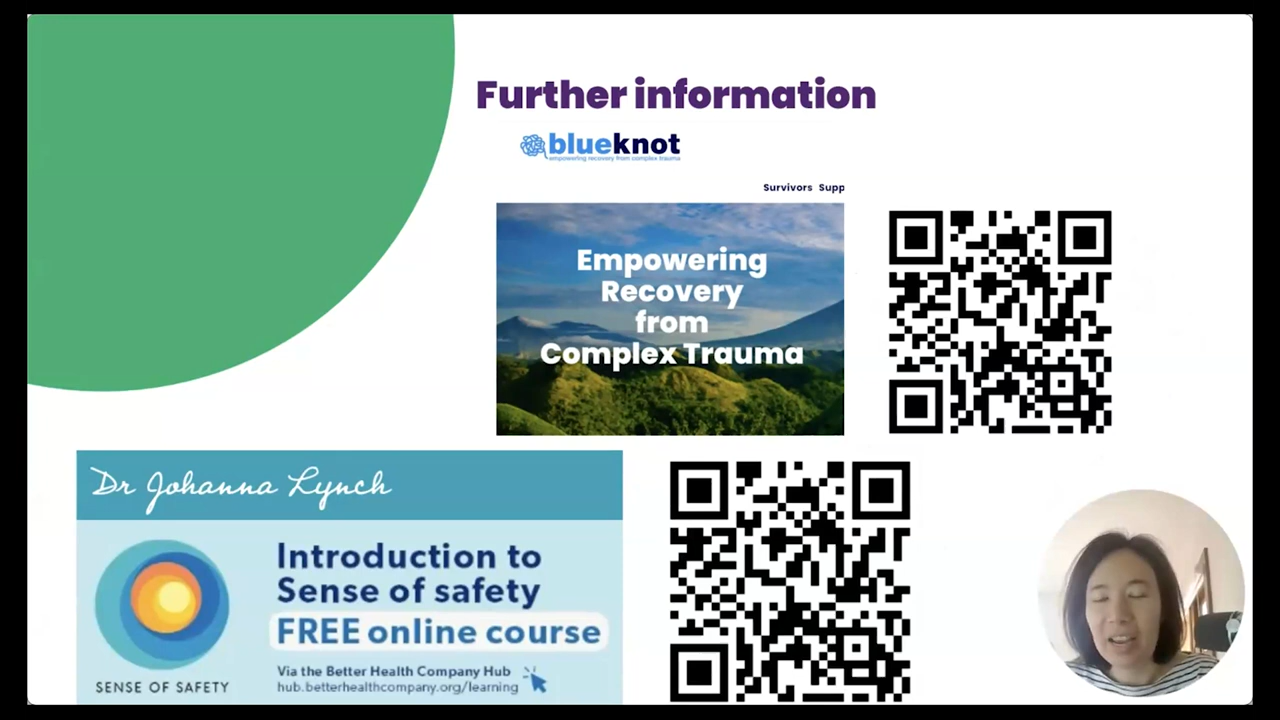 Further information
blueknot
empowering recovery from complex trauma
Survivors Supp
Empowering
Recovery
from
Complex Trauma
Dr Johanna Lynch
Introduction to
Sense of safety
FREE online course
Via the Better Health Company Hub
hub.betterhealthcompany.org/learning
SENSE OF SAFETY